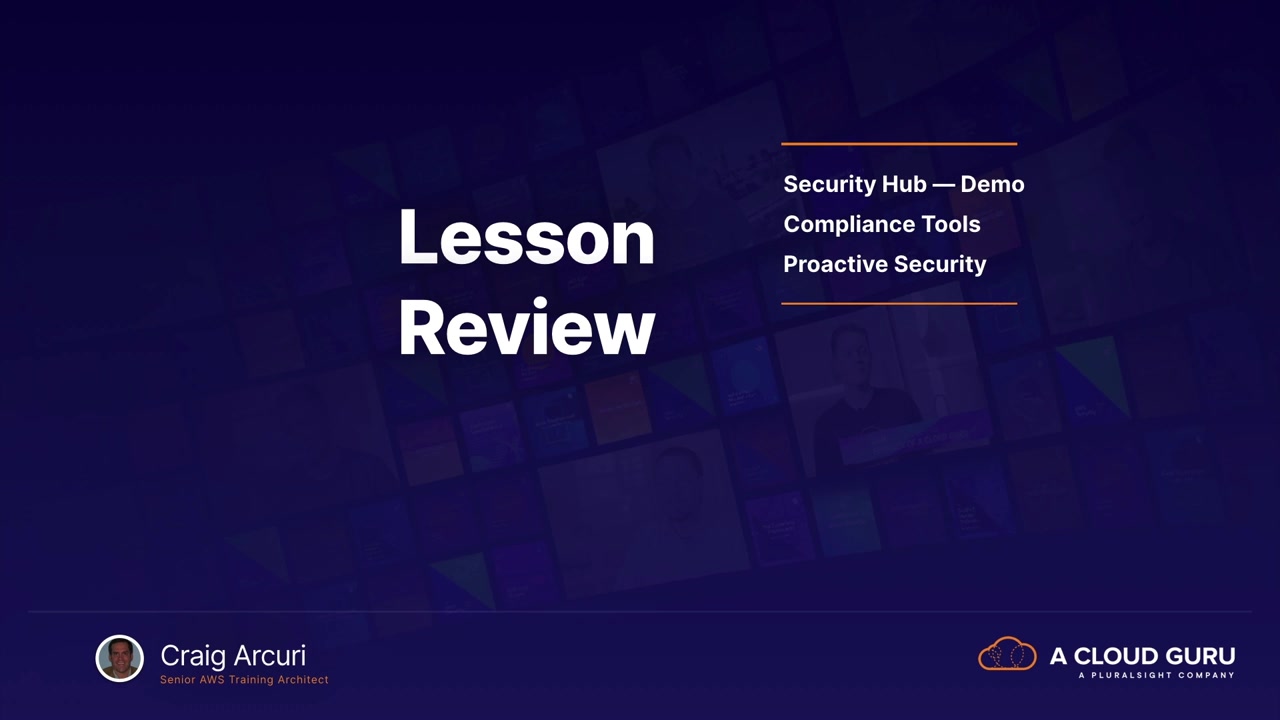 Lesson
Review
Security Hub — Demo
Compliance Tools
Proactive Security
Craig Arcuri
Senior AWS Training Architect
A CLOUD GURU
A PLURALSIGHT COMPANY